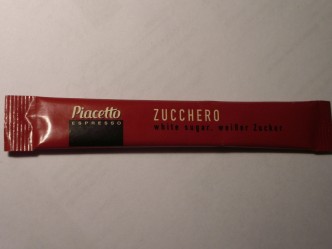 Piacetto
ESPRESSO
ZUCCHERO
white sugar, weißer Zucker